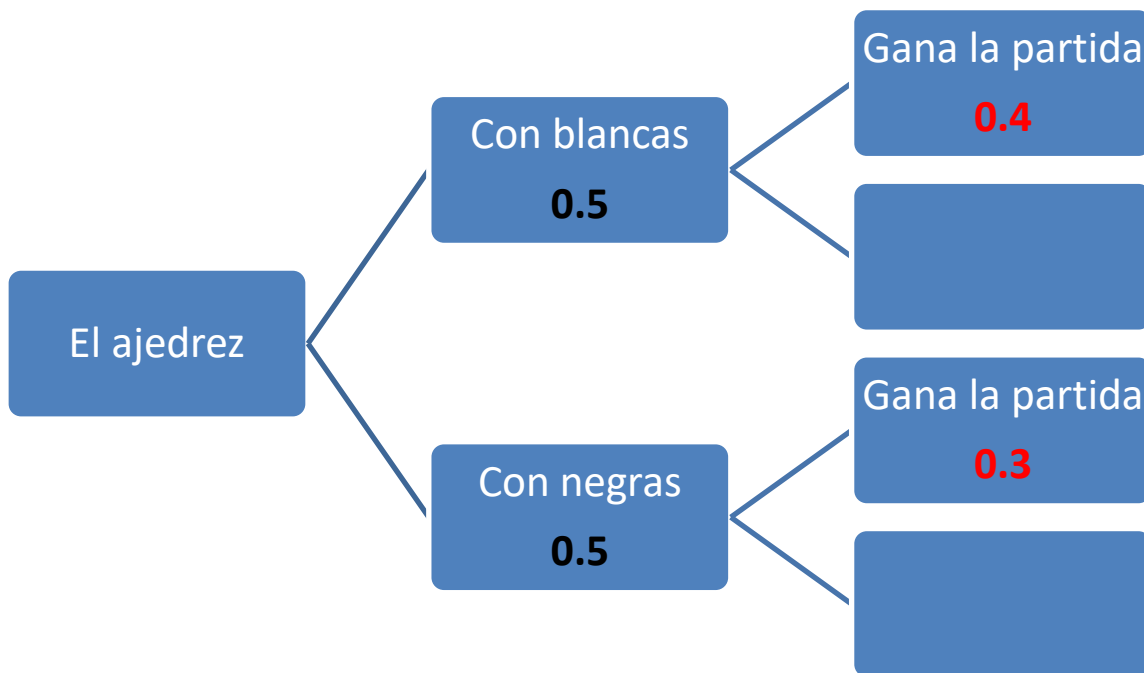 El ajedrez
Con blancas
0.5
Gana la partida
0.4
Con negras
0.5
Gana la partida
0.3